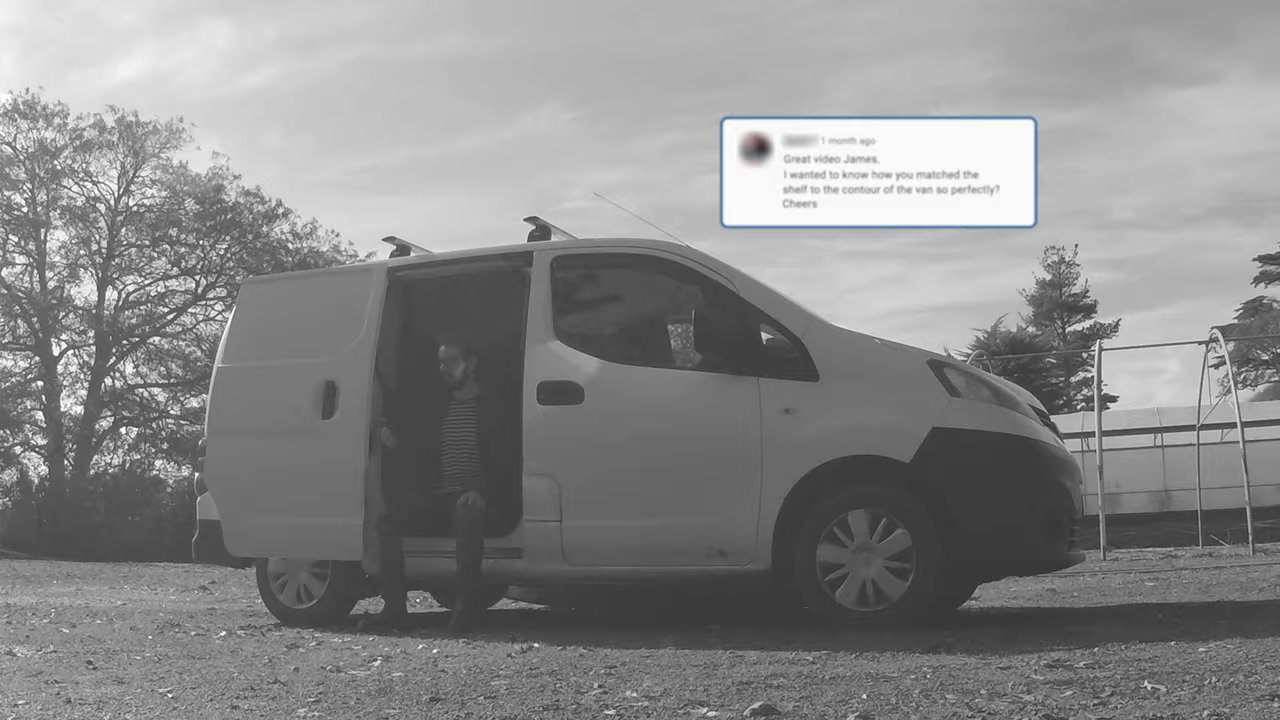 1 month ago
Great video James.
I wanted to know how you matched the
shelf to the contour of the van so perfectly?
Cheers